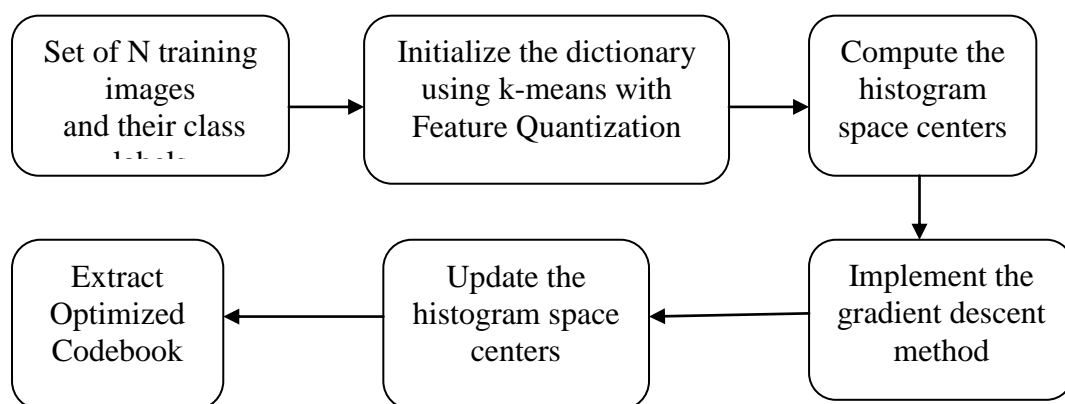 Set of N training
images
and their class
labels
Initialize the dictionary
using k-means with
Feature Quantization
Compute the
histogram
space centers
Implement the
gradient descent
method
Update the
histogram space
centers
Extract
Optimized
Codebook